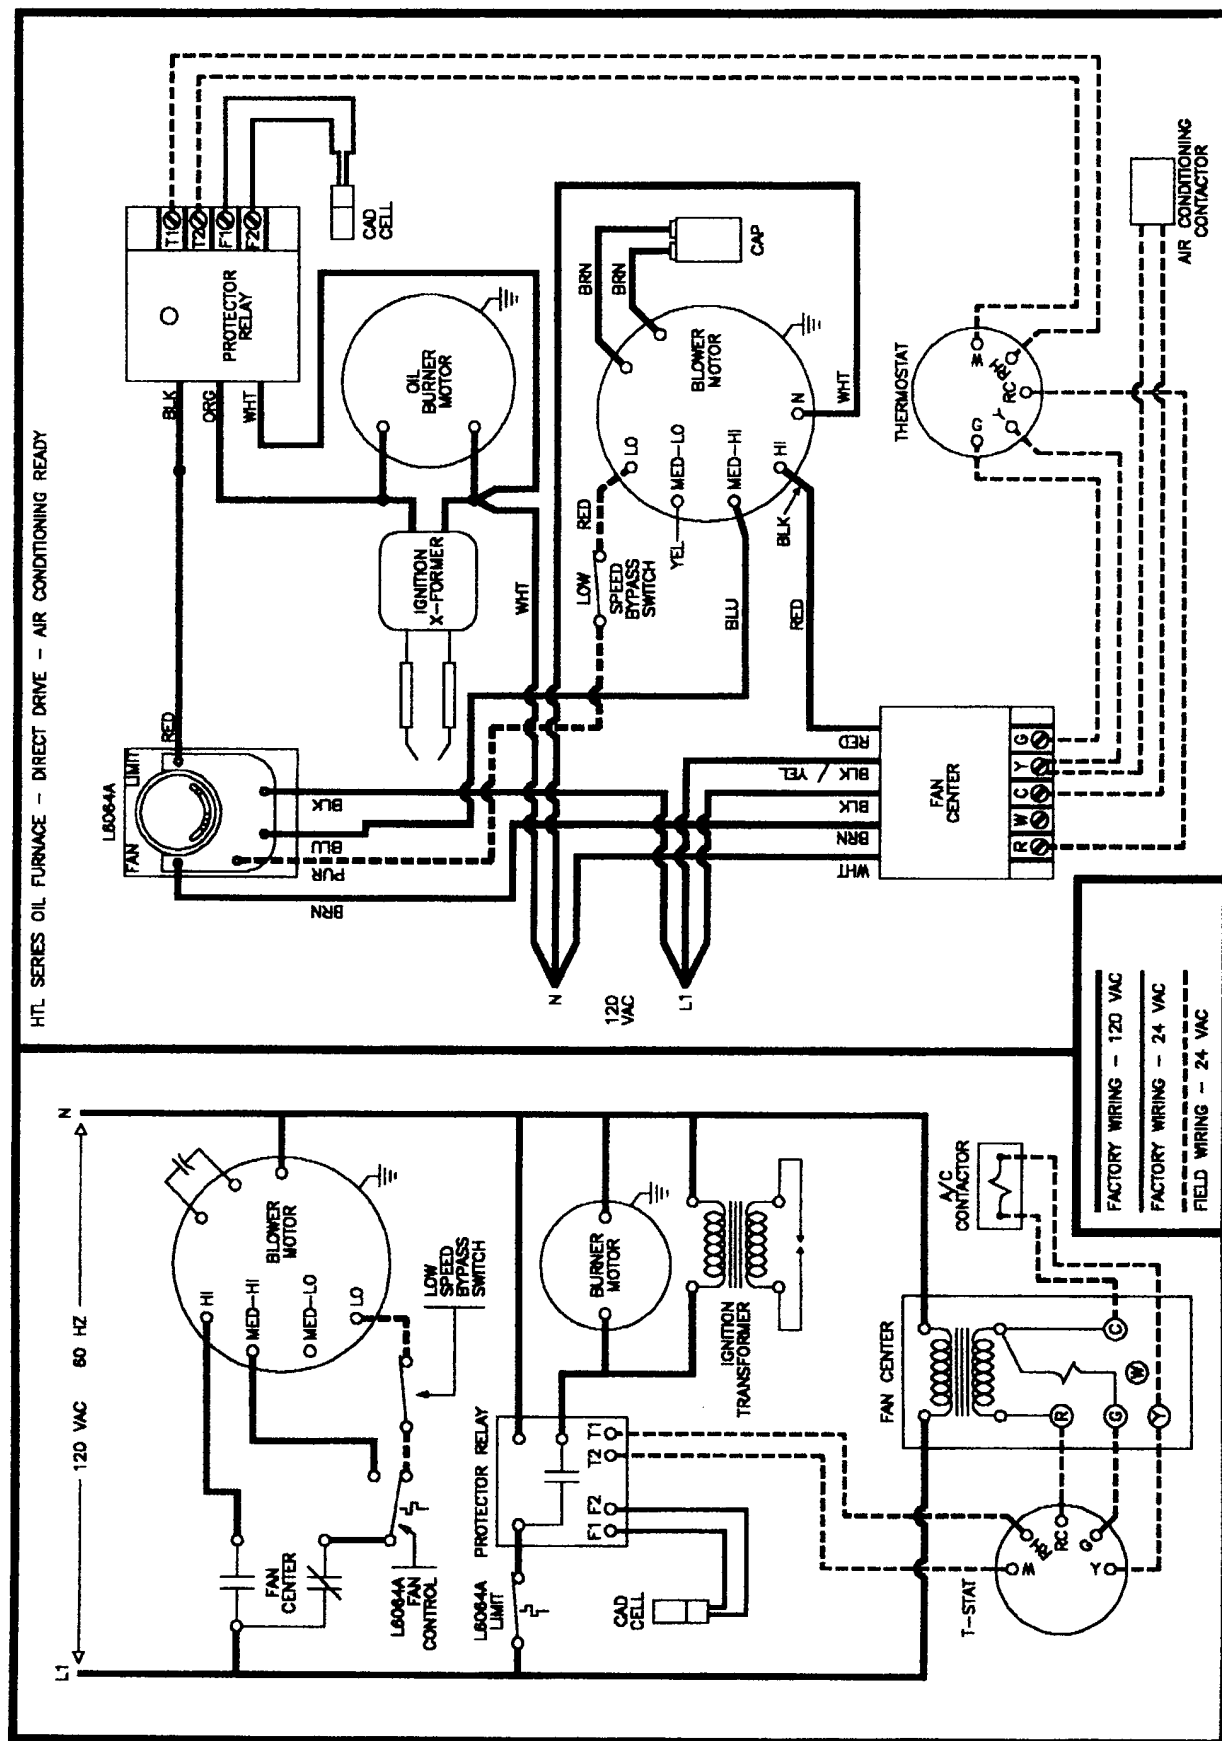 HTL SERIES OIL FURNACE - DIRECT DRIVE - AIR CONDITIONING READY
L6064A
FAN
LIMIT
RED
BLK
ORG
WHT
PROTECTOR
RELAY
T1
T2
F1
F2
CAD
CELL
BRN
PUR
BLU
BLK
OIL
BURNER
MOTOR
IGNITION
X-FORMER
WHT
LOW
SPEED
BYPASS
SWITCH
RED
BRN
BRN
CAP
BLOWER
MOTOR
LO
MED-LO
MED-HI
HI
N
YEL
BLU
BLK
RED
WHT
N
120
VAC
L1
WHT
BRN
BLK
BLK / YEL
RED
FAN
CENTER
R
W
C
Y
G
THERMOSTAT
G
Y
RC
RH
W
AIR CONDITIONING
CONTACTOR
L1
120 VAC
60 HZ
N
BLOWER
MOTOR
HI
MED-HI
MED-LO
LO
LOW
SPEED
BYPASS
SWITCH
FAN
CENTER
L6064A
FAN
CONTROL
L6064A
LIMIT
PROTECTOR RELAY
F1
F2
T2
T1
CAD
CELL
BURNER
MOTOR
IGNITION
TRANSFORMER
FAN CENTER
R
G
Y
W
C
T-STAT
W
RH
RC
G
Y
A/C
CONTACTOR
FACTORY WIRING - 120 VAC
FACTORY WIRING - 24 VAC
FIELD WIRING - 24 VAC